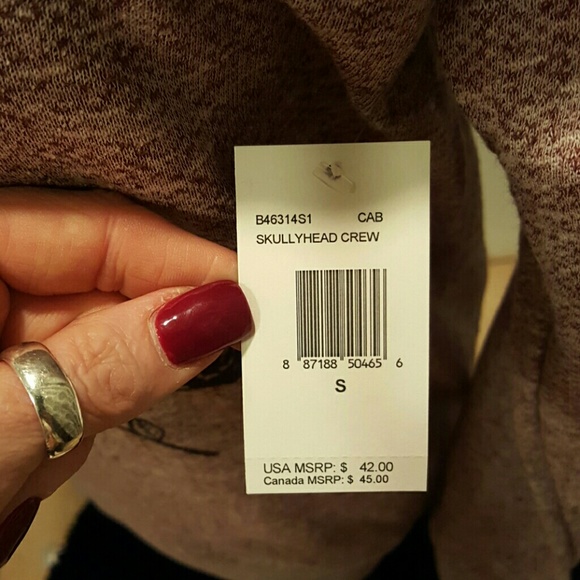 B46314S1 CAB
SKULLYHEAD CREW
8 87188 50465 6
S
USA MSRP: $ 42.00
Canada MSRP: $ 45.00